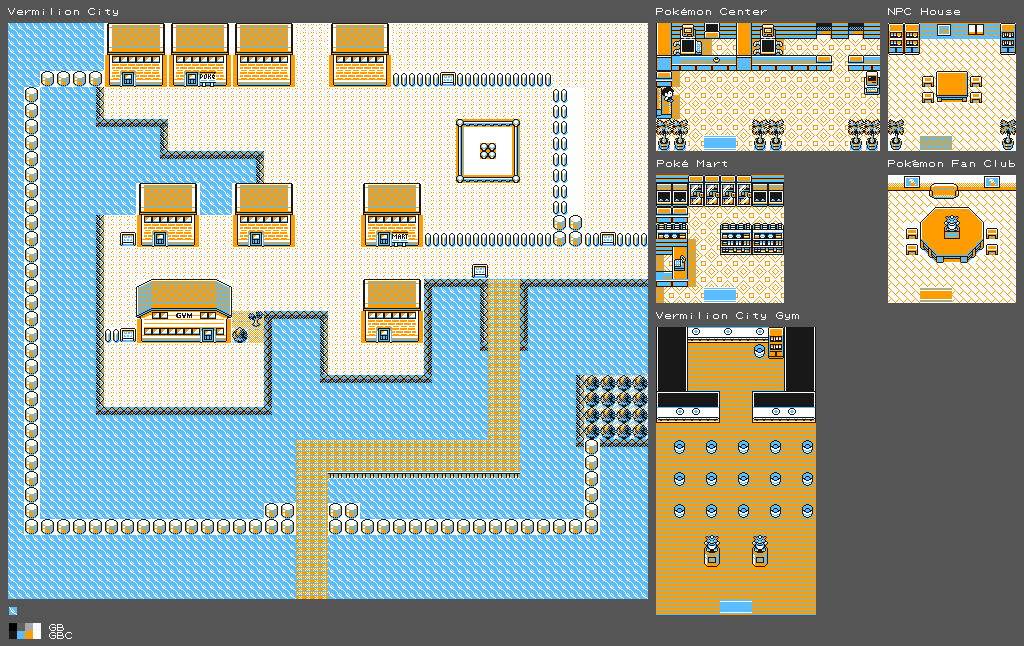 Vermilion City
Pokémon Center
NPC House
POKé
Poké Mart
Pokémon Fan Club
MART
GYM
Vermilion City Gym
GB
GBC